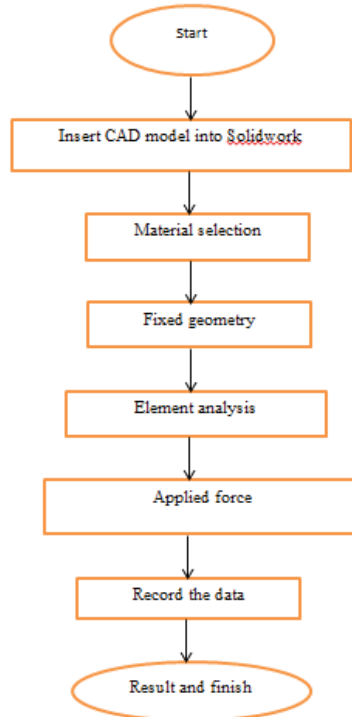 Start
Insert CAD model into Solidwork
Material selection
Fixed geometry
Element analysis
Applied force
Record the data
Result and finish